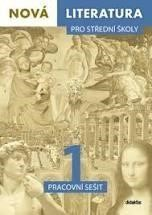 NOVÁ
LITERATURA
PRO STŘEDNÍ ŠKOLY
1
PRACOVNÍ SEŠIT
didaktis